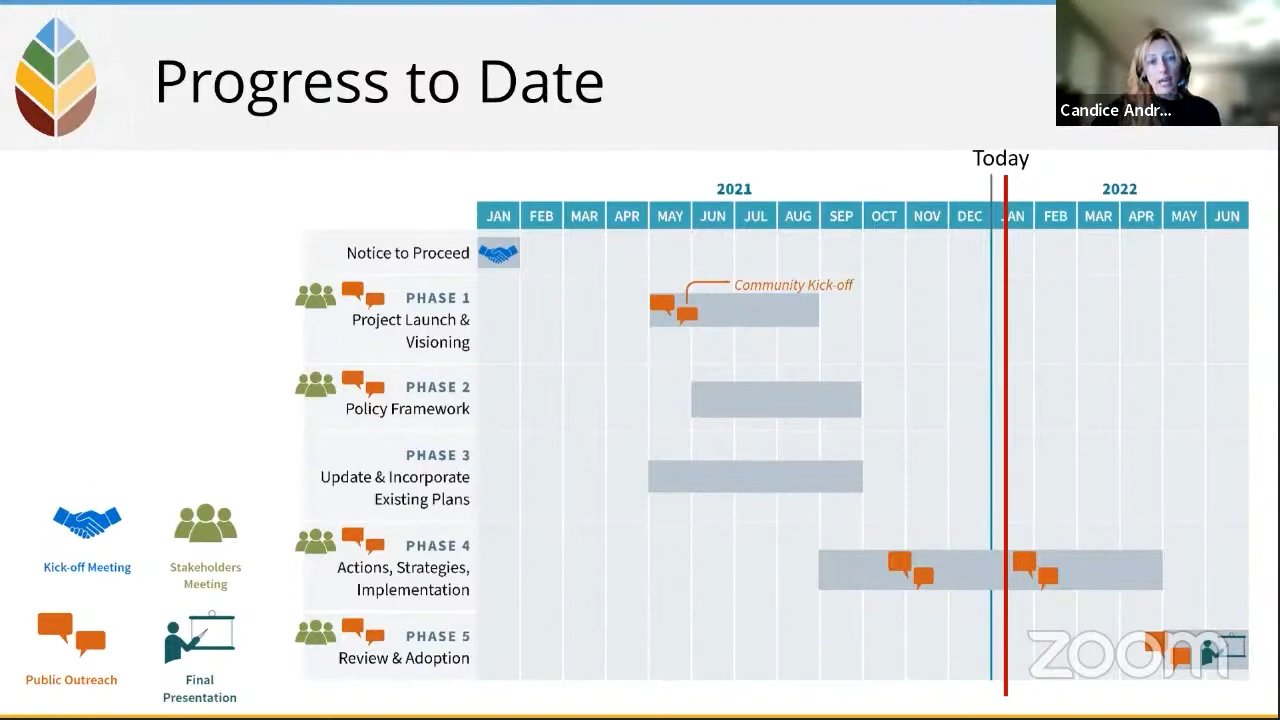 Progress to Date
Candice Andr...
Today
2021
2022
JAN FEB MAR APR MAY JUN JUL AUG SEP OCT NOV DEC JAN FEB MAR APR MAY JUN
Notice to Proceed
PHASE 1
Community Kick-off
Project Launch &
Visioning
PHASE 2
Policy Framework
PHASE 3
Update & Incorporate
Existing Plans
PHASE 4
Actions, Strategies,
Implementation
PHASE 5
Review & Adoption
Kick-off Meeting
Stakeholders
Meeting
Public Outreach
Final
Presentation
zoom